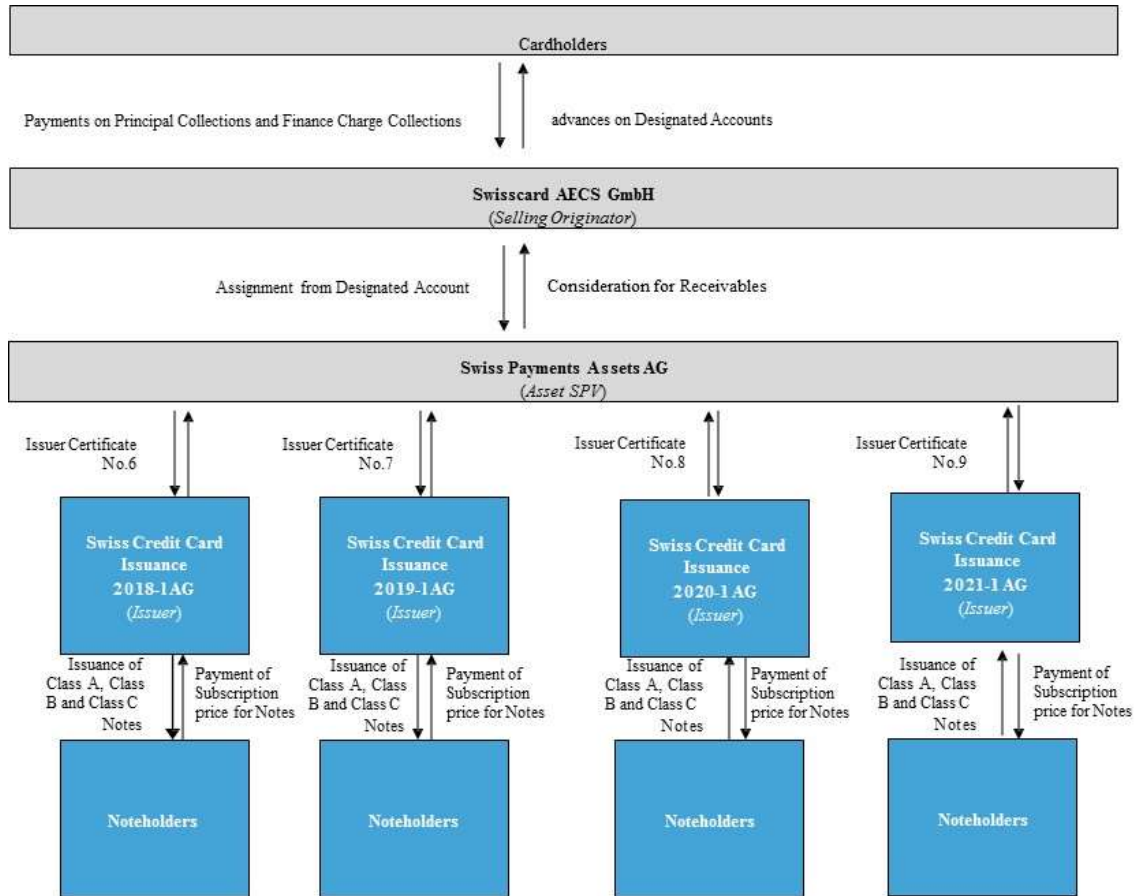 Cardholders
Payments on Principal Collections and Finance Charge Collections
advances on Designated Accounts
Swisscard AECS GmbH
(Selling Originator)
Assignment from Designated Account
Consideration for Receivables
Swiss Payments Assets AG
(Asset SPV)
Issuer Certificate
No.6
Issuer Certificate
No.7
Issuer Certificate
No.8
Issuer Certificate
No.9
Swiss Credit Card
Issuance
2018-1AG
(Issuer)
Swiss Credit Card
Issuance
2019-1AG
(Issuer)
Swiss Credit Card
Issuance
2020-1 AG
(Issuer)
Swiss Credit Card
Issuance
2021-1 AG
(Issuer)
Issuance of
Class A, Class
B and Class C
Notes
Payment of
Subscription
price for Notes
Issuance of
Class A, Class
B and Class C
Notes
Payment of
Subscription
price for Notes
Issuance of
Class A, Class
B and Class C
Notes
Payment of
Subscription
price for Notes
Issuance of
Class A, Class
B and Class C
Notes
Payment of
Subscription
price for Notes
Noteholders
Noteholders
Noteholders
Noteholders